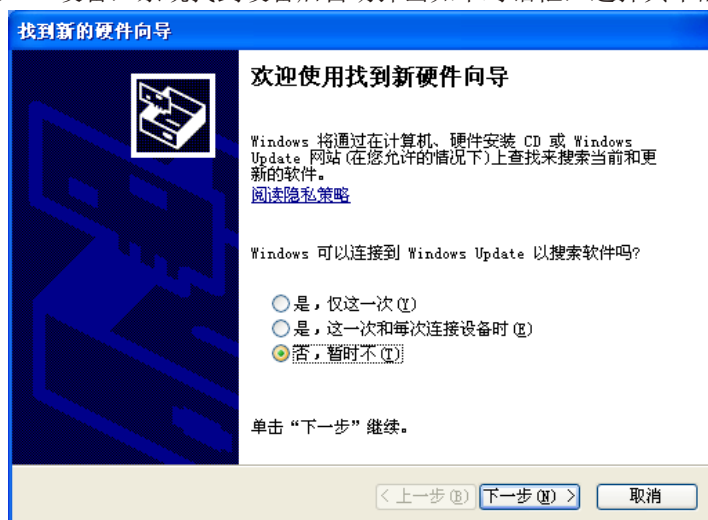 找到新的硬件向导
欢迎使用找到新硬件向导
Windows 将通过在计算机、硬件安装 CD 或 Windows
Update 网站(在您允许的情况下)上查找来搜索当前和更
新的软件。
阅读隐私策略
Windows 可以连接到 Windows Update 以搜索软件吗?
是，仅这一次(Y)
是，这一次和每次连接设备时(E)
否，暂时不(T)
单击“下一步”继续。
< 上一步(B) 下一步(N) > 取消